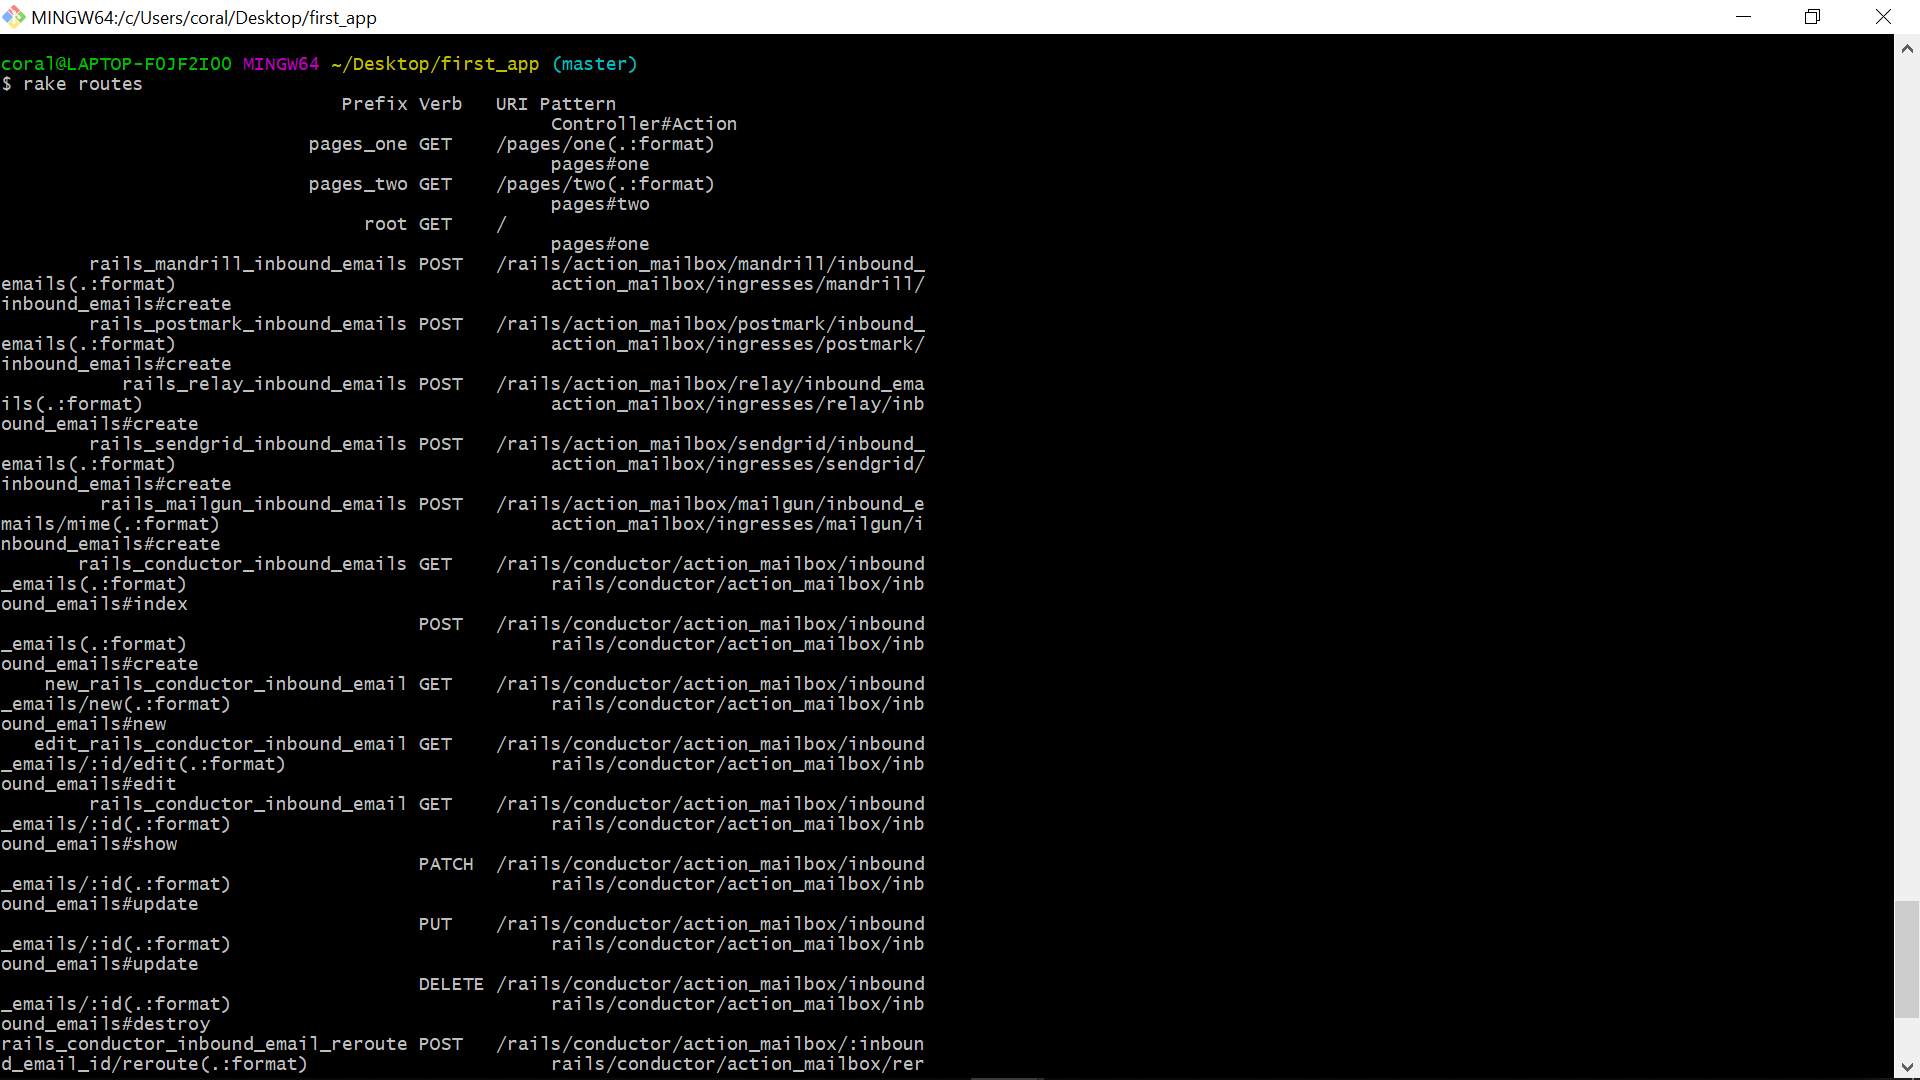 MINGW64:/c/Users/coral/Desktop/first_app
coral@LAPTOP-F0JF2I00 MINGW64 ~/Desktop/first_app (master)
$ rake routes
Prefix Verb URI Pattern
Controller#Action
pages_one GET /pages/one(.:format)
pages#one
pages_two GET /pages/two(.:format)
pages#two
root GET /
pages#one
rails_mandrill_inbound_emails POST /rails/action_mailbox/mandrill/inbound_
emails(.:format) action_mailbox/ingresses/mandrill/
inbound_emails#create
rails_postmark_inbound_emails POST /rails/action_mailbox/postmark/inbound_
emails(.:format) action_mailbox/ingresses/postmark/
inbound_emails#create
rails_relay_inbound_emails POST /rails/action_mailbox/relay/inbound_ema
ils(.:format) action_mailbox/ingresses/relay/inb
ound_emails#create
rails_sendgrid_inbound_emails POST /rails/action_mailbox/sendgrid/inbound_
emails(.:format) action_mailbox/ingresses/sendgrid/
inbound_emails#create
rails_mailgun_inbound_emails POST /rails/action_mailbox/mailgun/inbound_e
mails/mime(.:format) action_mailbox/ingresses/mailgun/i
nbound_emails#create
rails_conductor_inbound_emails GET /rails/conductor/action_mailbox/inbound
_emails(.:format) rails/conductor/action_mailbox/inb
ound_emails#index
POST /rails/conductor/action_mailbox/inbound
_emails(.:format) rails/conductor/action_mailbox/inb
ound_emails#create
new_rails_conductor_inbound_email GET /rails/conductor/action_mailbox/inbound
_emails/new(.:format) rails/conductor/action_mailbox/inb
ound_emails#new
edit_rails_conductor_inbound_email GET /rails/conductor/action_mailbox/inbound
_emails/:id/edit(.:format) rails/conductor/action_mailbox/inb
ound_emails#edit
rails_conductor_inbound_email GET /rails/conductor/action_mailbox/inbound
_emails/:id(.:format) rails/conductor/action_mailbox/inb
ound_emails#show
PATCH /rails/conductor/action_mailbox/inbound
_emails/:id(.:format) rails/conductor/action_mailbox/inb
ound_emails#update
PUT /rails/conductor/action_mailbox/inbound
_emails/:id(.:format) rails/conductor/action_mailbox/inb
ound_emails#update
DELETE /rails/conductor/action_mailbox/inbound
_emails/:id(.:format) rails/conductor/action_mailbox/inb
ound_emails#destroy
rails_conductor_inbound_email_reroute POST /rails/conductor/action_mailbox/:inboun
d_email_id/reroute(.:format) rails/conductor/action_mailbox/rer